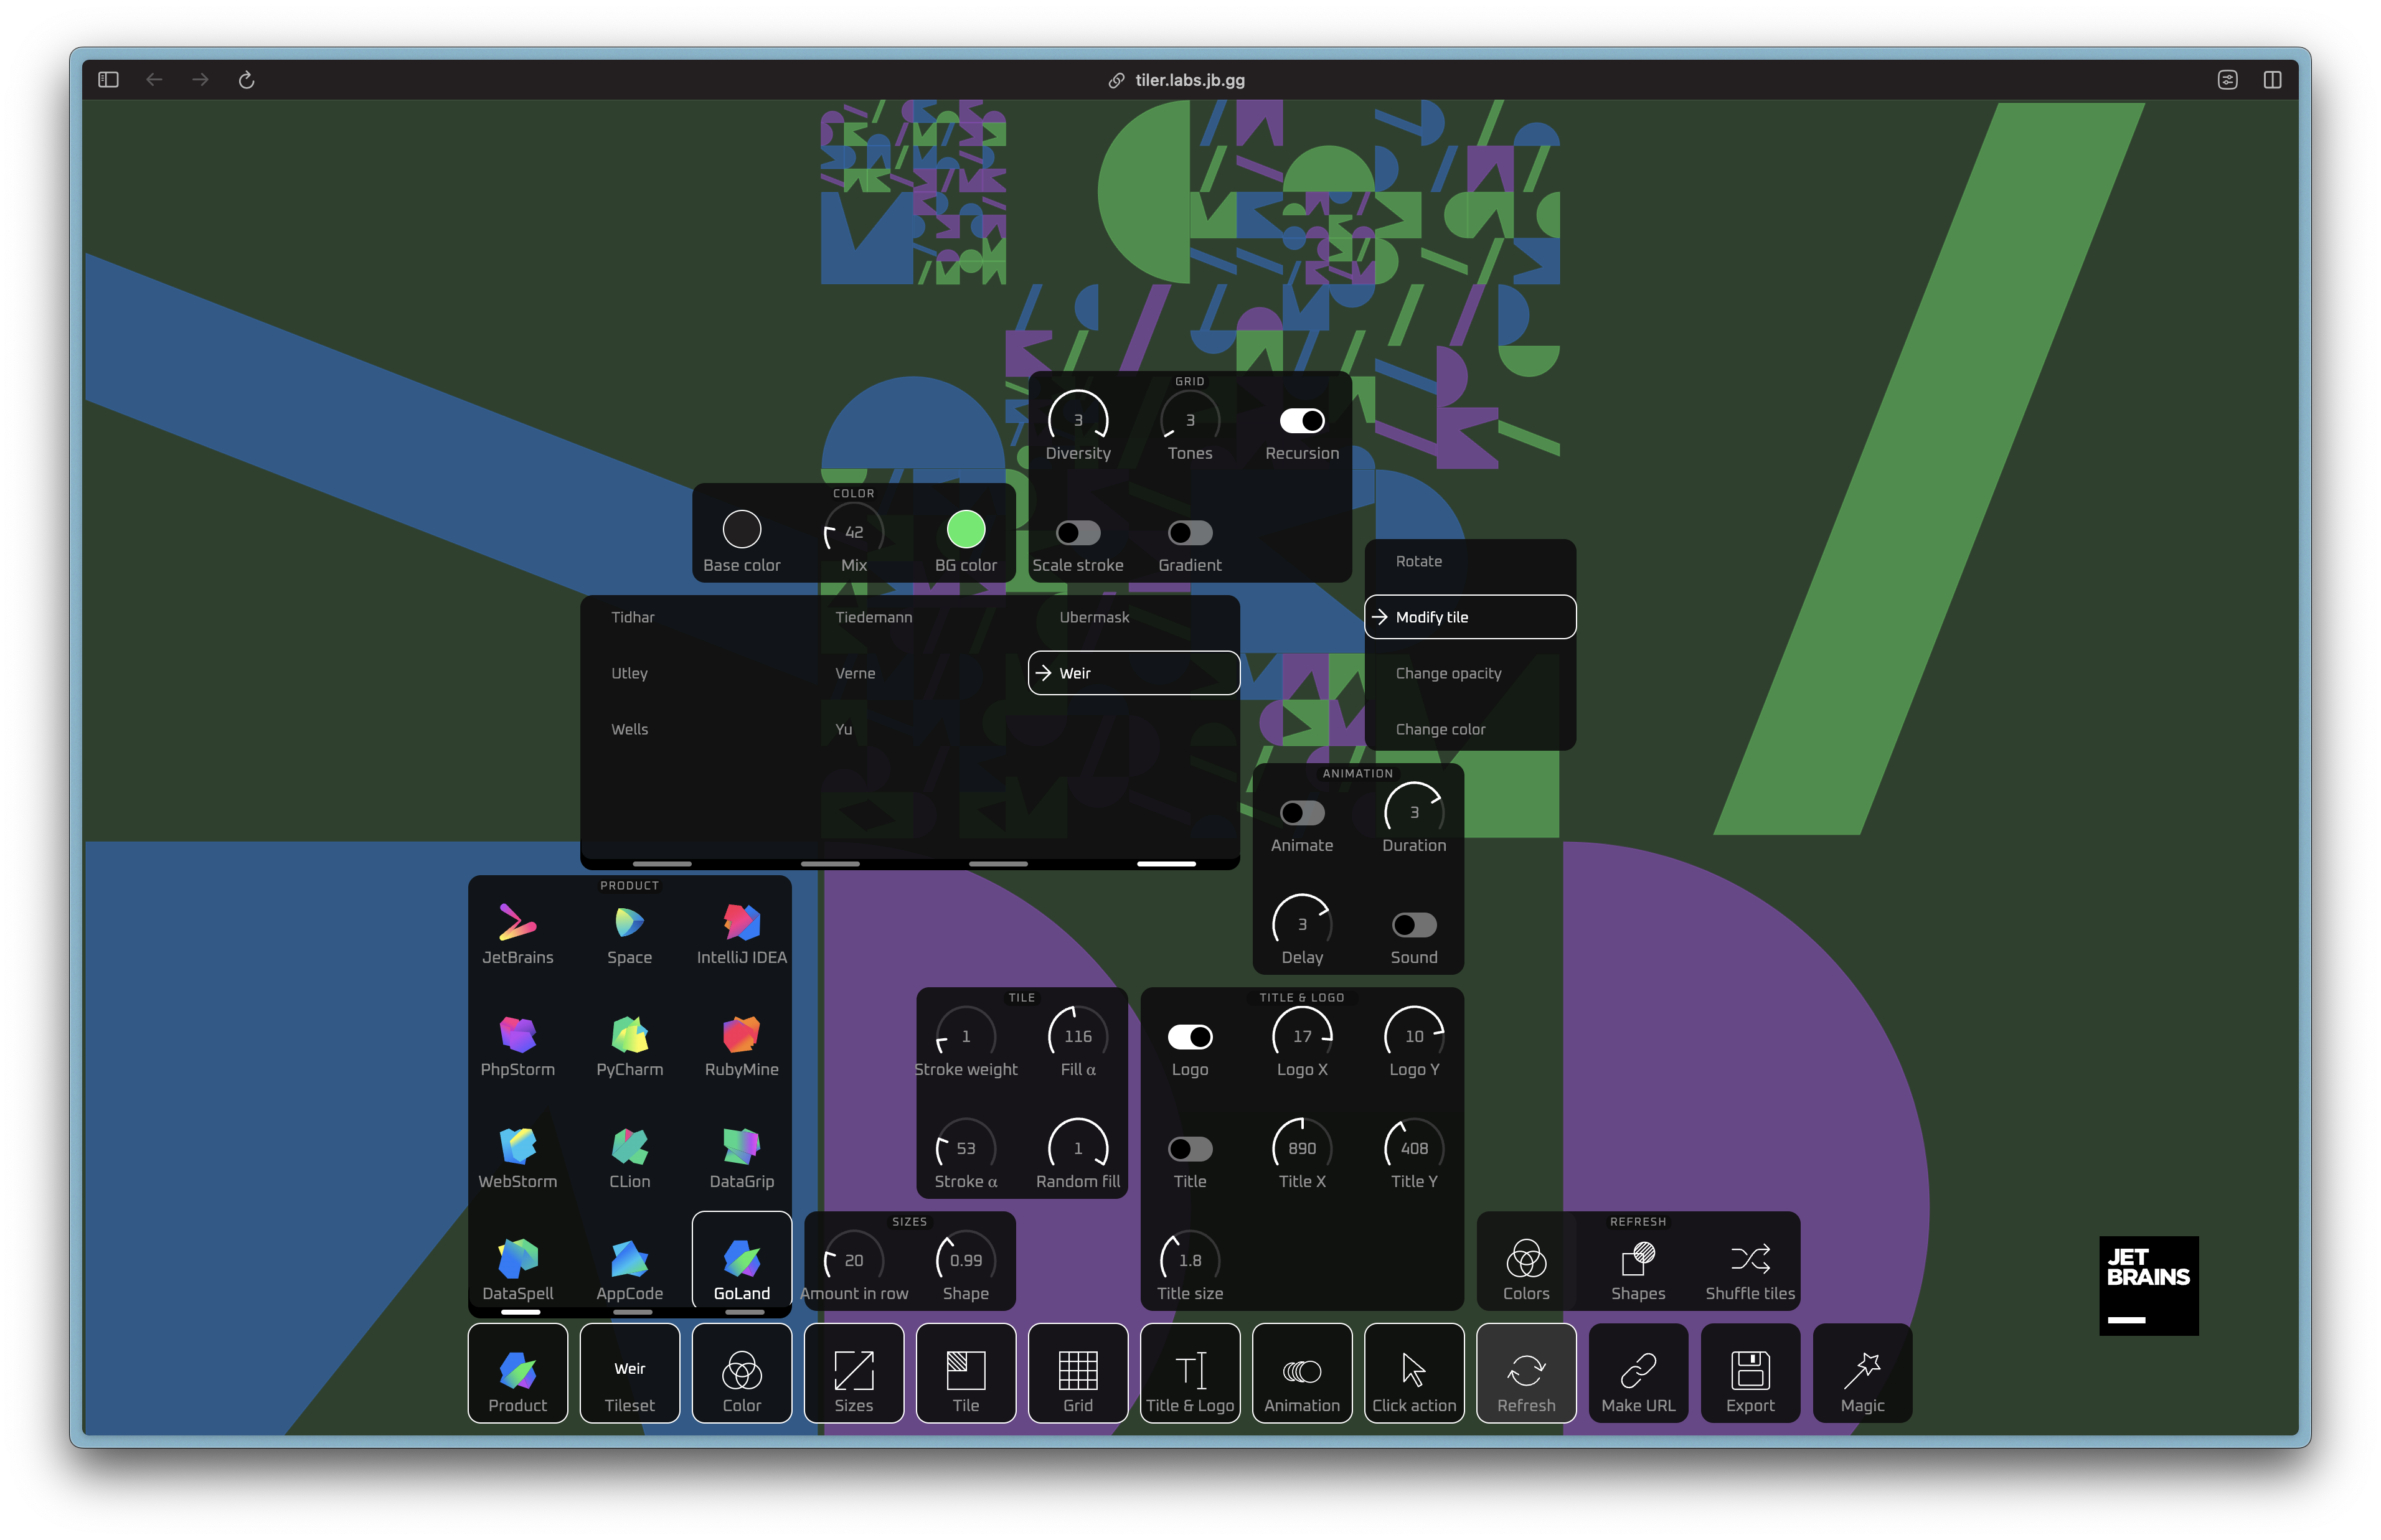 tiler.labs.jb.gg
GRID
3
3
Diversity
Tones
Recursion
Scale stroke
Gradient
COLOR
42
Base color
Mix
BG color
Rotate
Modify tile
Change opacity
Change color
Tidhar
Tiedemann
Ubermask
Utley
Verne
Weir
Wells
Yu
ANIMATION
3
Animate
Duration
3
Delay
Sound
PRODUCT
JetBrains
Space
IntelliJ IDEA
PhpStorm
PyCharm
RubyMine
WebStorm
CLion
DataGrip
DataSpell
AppCode
GoLand
TILE
1
116
Stroke weight
Fill α
53
1
Stroke α
Random fill
TITLE & LOGO
17
10
Logo
Logo X
Logo Y
890
408
Title
Title X
Title Y
1.8
Title size
SIZES
20
0.99
Amount in row
Shape
REFRESH
Colors
Shapes
Shuffle tiles
JET
BRAINS
Weir
Product
Tileset
Color
Sizes
Tile
Grid
Title & Logo
Animation
Click action
Refresh
Make URL
Export
Magic